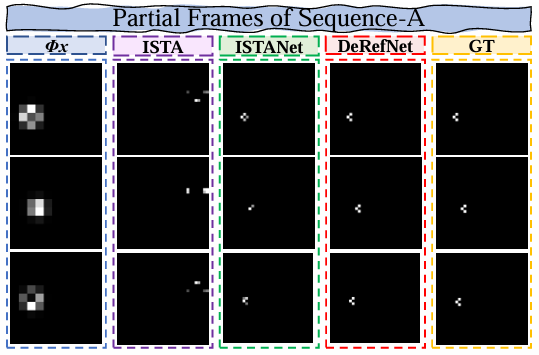 Partial Frames of Sequence-A
Φx ISTA ISTANet DeRefNet GT